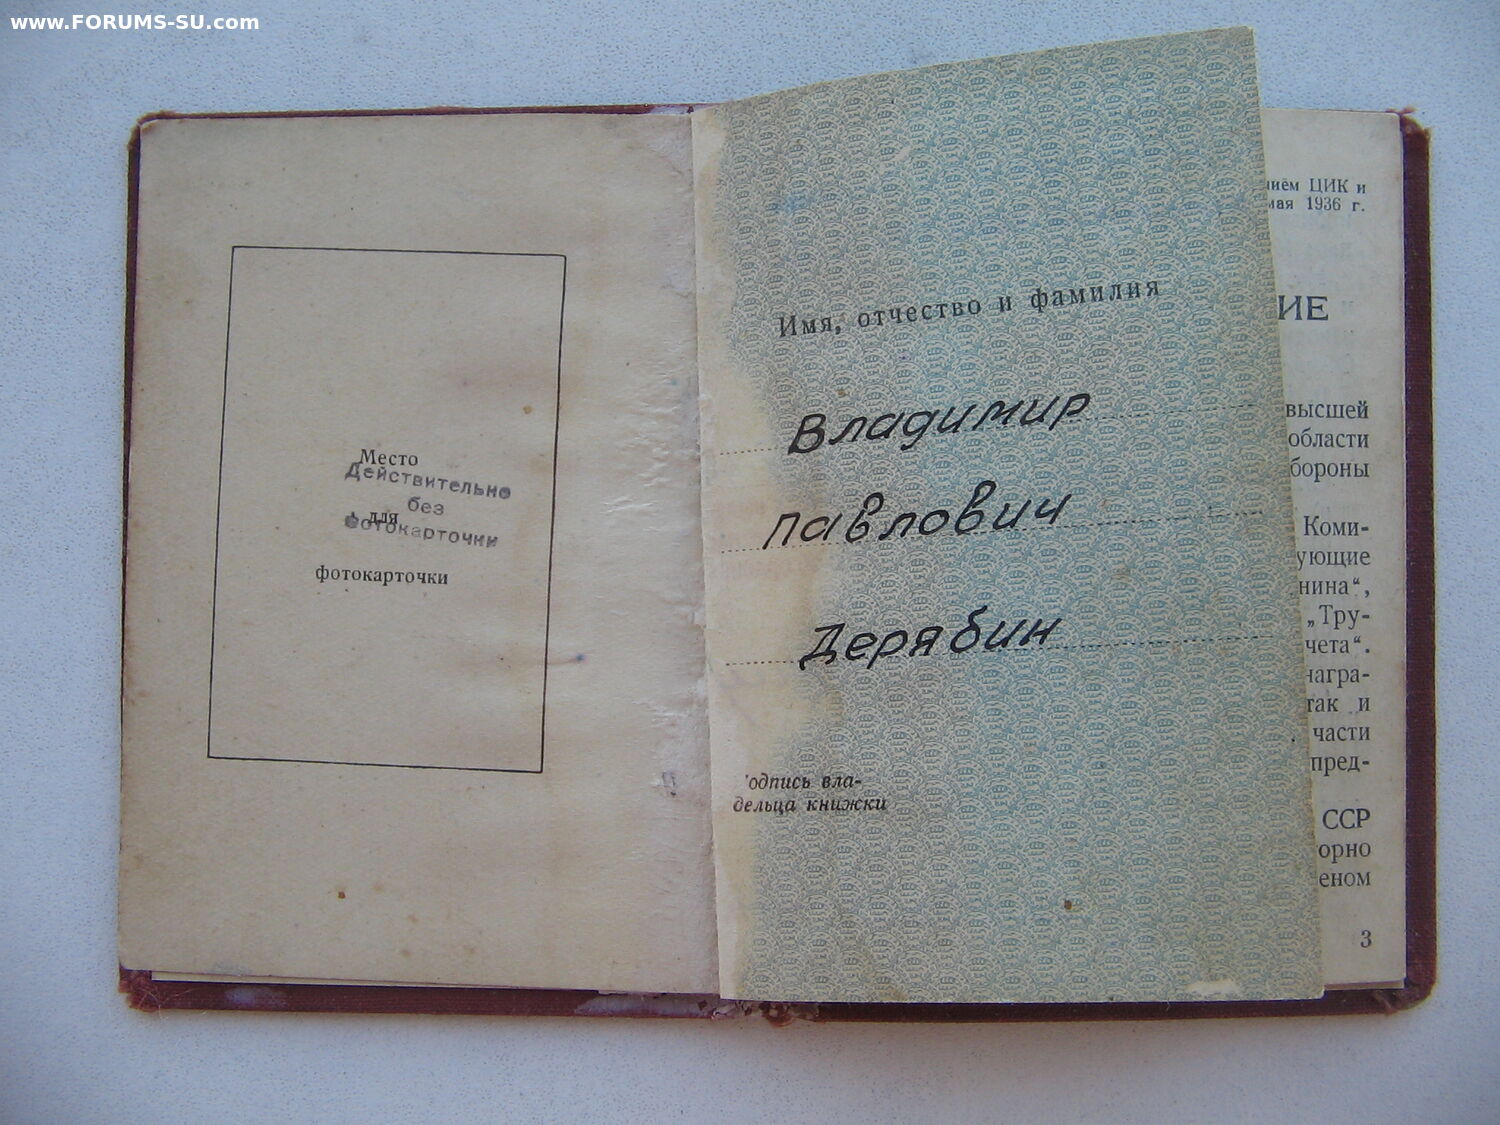 www.FORUMS-SU.com
Место
Действительно
без
для
фотокарточки
фотокарточки
Имя, отчество и фамилия
Владимир
Павлович
Дерябин
одпись вла-
дельца книжки
нием ЦИК и
мая 1936 г.
ИЕ
высшей
области
бороны
Коми-
ующие
нина“,
„Тру-
чета“.
награ-
так и
части
пред-
ССР
орно
еном
3